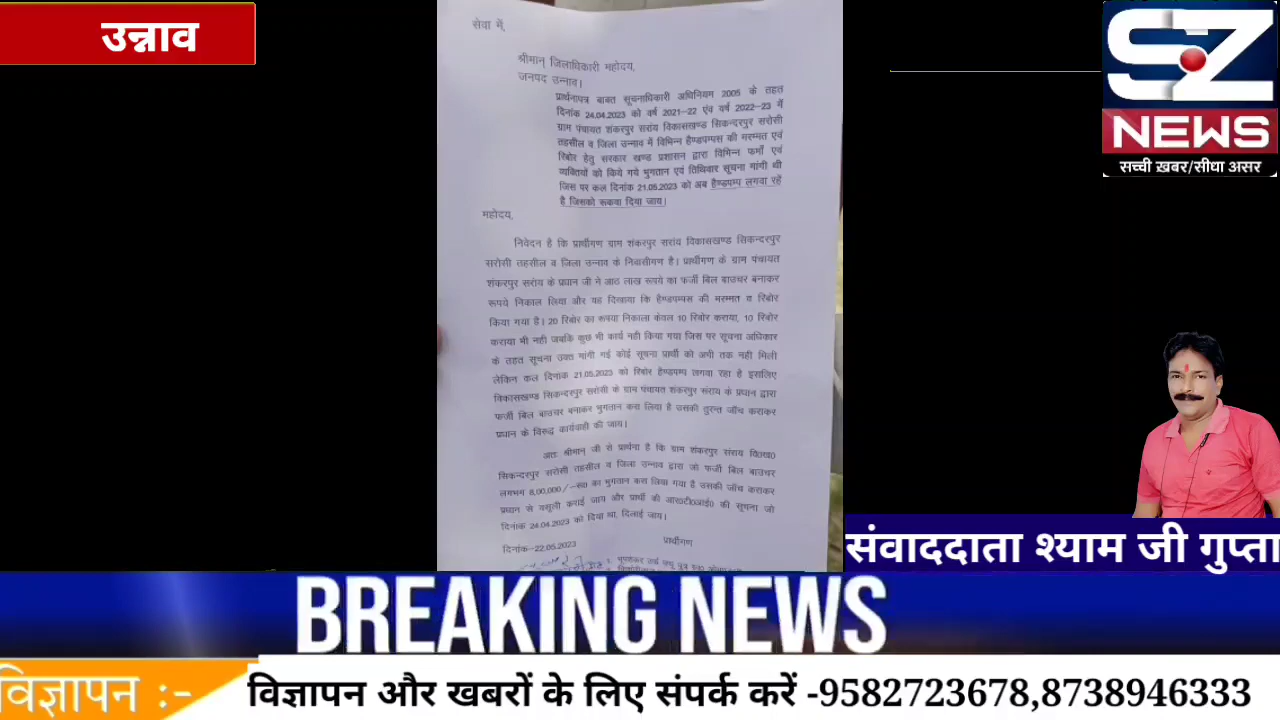 उन्नाव
SZ
NEWS
सच्ची ख़बर/सीधा असर
सेवा में,
श्रीमान् जिलाधिकारी महोदय,
जनपद उन्नाव।
प्रार्थनापत्र बाबत सूचनाधिकारी अधिनियम 2005 के तहत
दिनांक 24.04.2023 को वर्ष 2021-22 एंव वर्ष 2022-23 में
ग्राम पंचायत शंकरपुर सरांय विकासखण्ड सिकन्दरपुर सरोसी
तहसील व जिला उन्नाव में विभिन्न हैण्डपम्पस की मरम्मत एवं
रिबोर हेतु सरकार खण्ड प्रशासन द्वारा विभिन्न फर्मों एवं
व्यक्तियों को किये गये भुगतान एवं तिथिवार सूचना मांगी थी
जिस पर कल दिनांक 21.05.2023 को अब हैण्डपम्प लगवा रहें
है जिसको रूकवा दिया जाय।
महोदय,
निवेदन है कि प्रार्थीगण ग्राम शंकरपुर सरांय विकासखण्ड सिकन्दरपुर
सरोसी तहसील व जिला उन्नाव के निवासीगण है। प्रार्थीगण के ग्राम पंचायत
शंकरपुर सरांय के प्रधान जी ने आठ लाख रूपये का फर्जी बिल बाउचर बनाकर
रूपये निकाल लिया और यह दिखाया कि हैण्डपम्पस की मरम्मत व रिबोर
किया गया है। 20 रिबोर का रूपया निकाला केवल 10 रिबोर कराया, 10 रिबोर
कराया भी नही जबकि कुछ भी कार्य नही किया गया जिस पर सूचना अधिकार
के तहत सूचना उक्त मांगी गई कोई सूचना प्रार्थी को अभी तक नही मिली
लेकिन कल दिनांक 21.05.2023 को रिबोर हैण्डपम्प लगवा रहा है इसलिए
विकासखण्ड सिकन्दरपुर सरोसी के ग्राम पंचायत शंकरपुर सरांय के प्रधान द्वारा
फर्जी बिल बाउचर बनाकर भुगतान करा लिया है उसकी तुरन्त जाँच कराकर
प्रधान के विरुद्ध कार्यवाही की जाय।
अतः श्रीमान् जी से प्रार्थना है कि ग्राम शंकरपुर संराय वि0ख0
सिकन्दरपुर सरोसी तहसील व जिला उन्नाव द्वारा जो फर्जी बिल बाउचर
लगभग 8,00,000/-रू0 का भुगतान करा लिया गया है उसकी जाँच कराकर
प्रधान से वसूली कराई जाय और प्रार्थी को आर0टी0आई0 की सूचना जो
दिनांक 24.04.2023 को दिया था, दिलाई जाय।
दिनांक-22.05.2023
प्रार्थीगण
संवाददाता श्याम जी गुप्ता
BREAKING NEWS
विज्ञापन :-
विज्ञापन और खबरों के लिए संपर्क करें -9582723678,8738946333